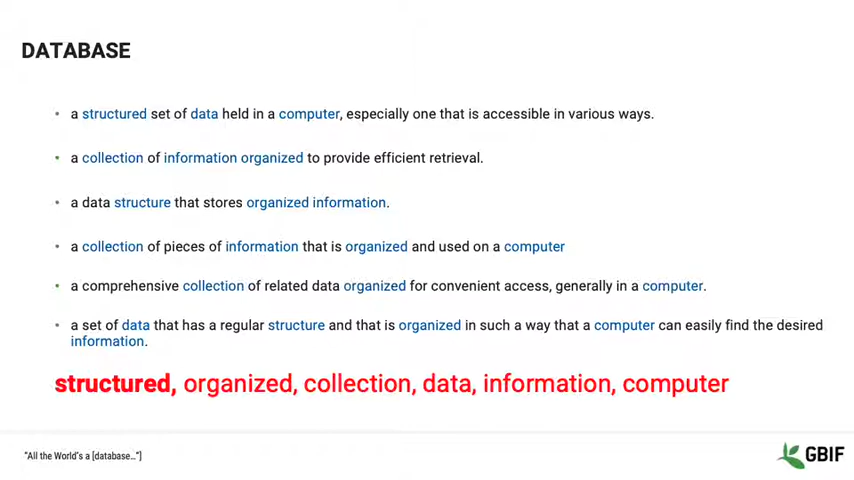 DATABASE
• a structured set of data held in a computer, especially one that is accessible in various ways.
• a collection of information organized to provide efficient retrieval.
• a data structure that stores organized information.
• a collection of pieces of information that is organized and used on a computer
• a comprehensive collection of related data organized for convenient access, generally in a computer.
• a set of data that has a regular structure and that is organized in such a way that a computer can easily find the desired
information.
structured, organized, collection, data, information, computer
“All the World’s a [database…”]
GBIF